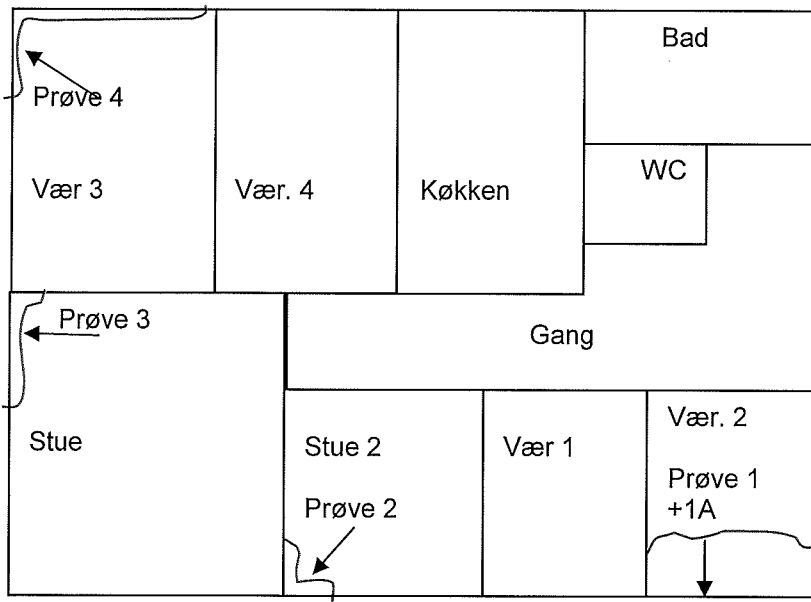 Bad
Prøve 4
WC
Vær 3
Vær. 4
Køkken
Prøve 3
Gang
Vær. 2
Stue
Stue 2
Vær 1
Prøve 1
+1A
Prøve 2